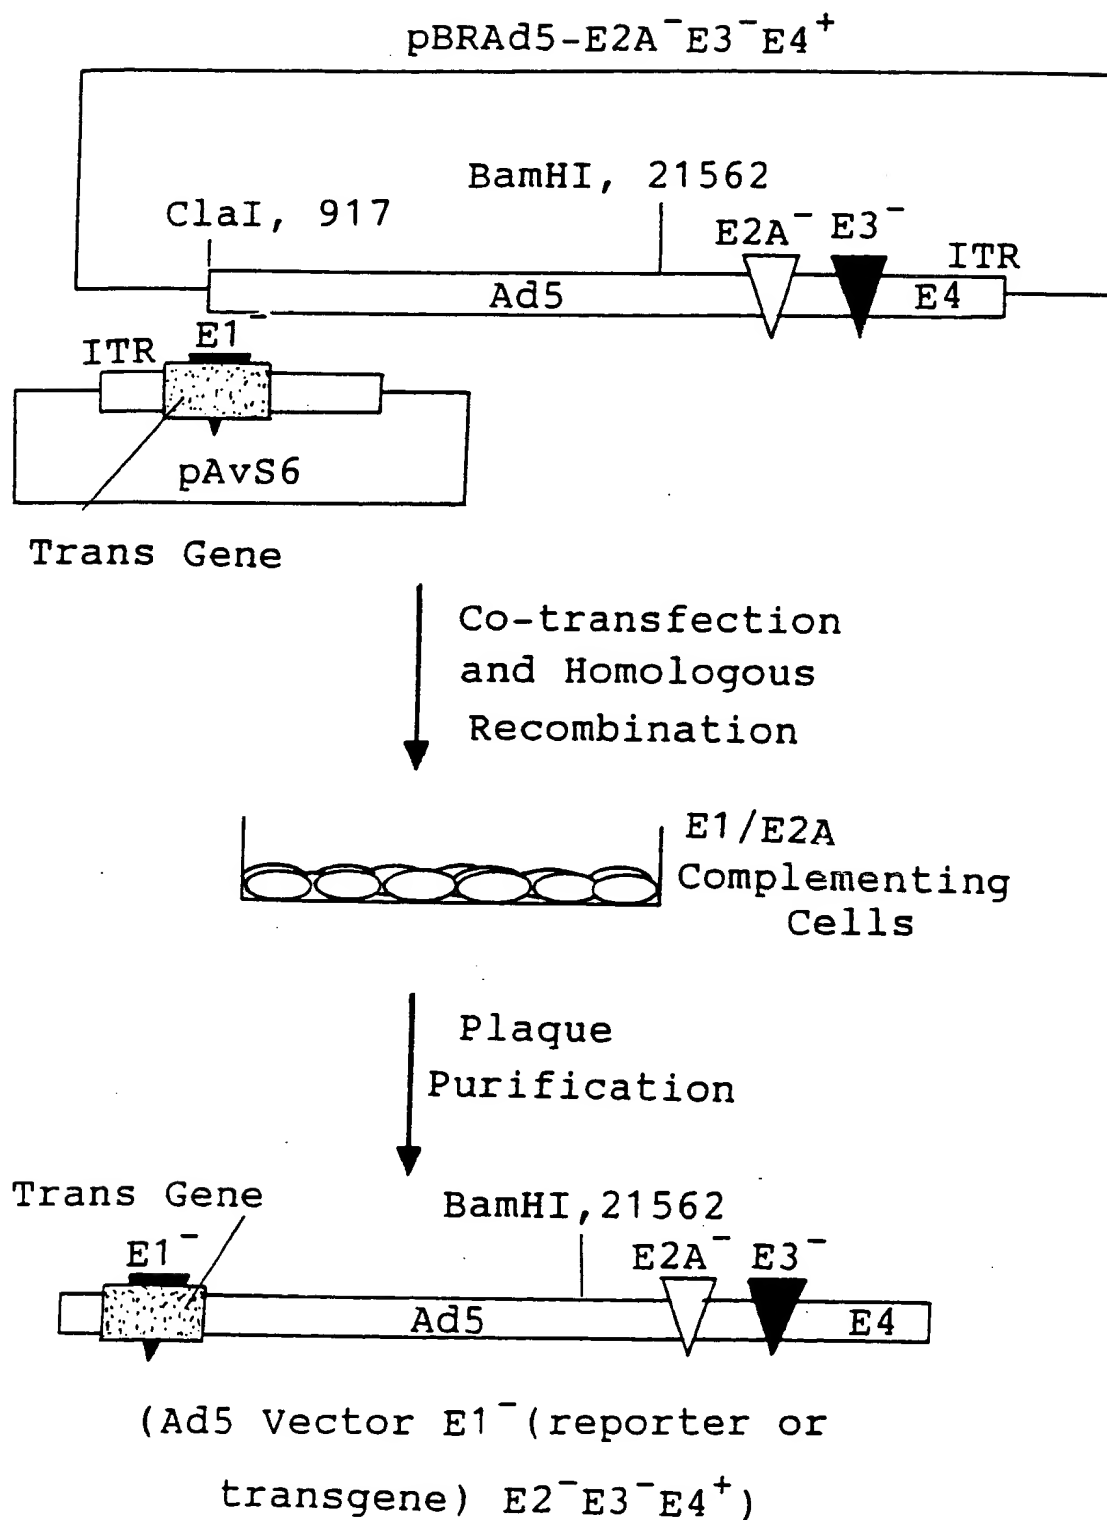 pBRAd5-E2A⁻E3⁻E4⁺
BamHI, 21562
ClaI, 917
E2A⁻ E3⁻
ITR
Ad5
E4
E1⁻
ITR
pAvS6
Trans Gene
Co-transfection
and Homologous
Recombination
E1/E2A
Complementing
Cells
Plaque
Purification
Trans Gene
BamHI,21562
E1⁻
E2A⁻ E3⁻
Ad5
E4
(Ad5 Vector E1⁻(reporter or
transgene) E2⁻E3⁻E4⁺)